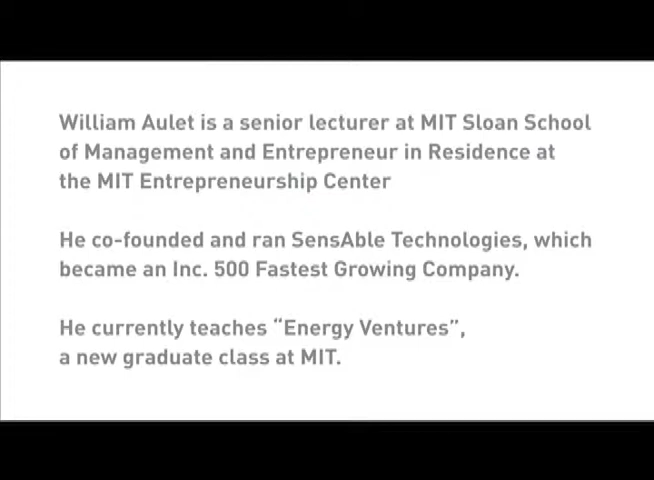 William Aulet is a senior lecturer at MIT Sloan School
of Management and Entrepreneur in Residence at
the MIT Entrepreneurship Center
He co-founded and ran SensAble Technologies, which
became an Inc. 500 Fastest Growing Company.
He currently teaches “Energy Ventures”,
a new graduate class at MIT.